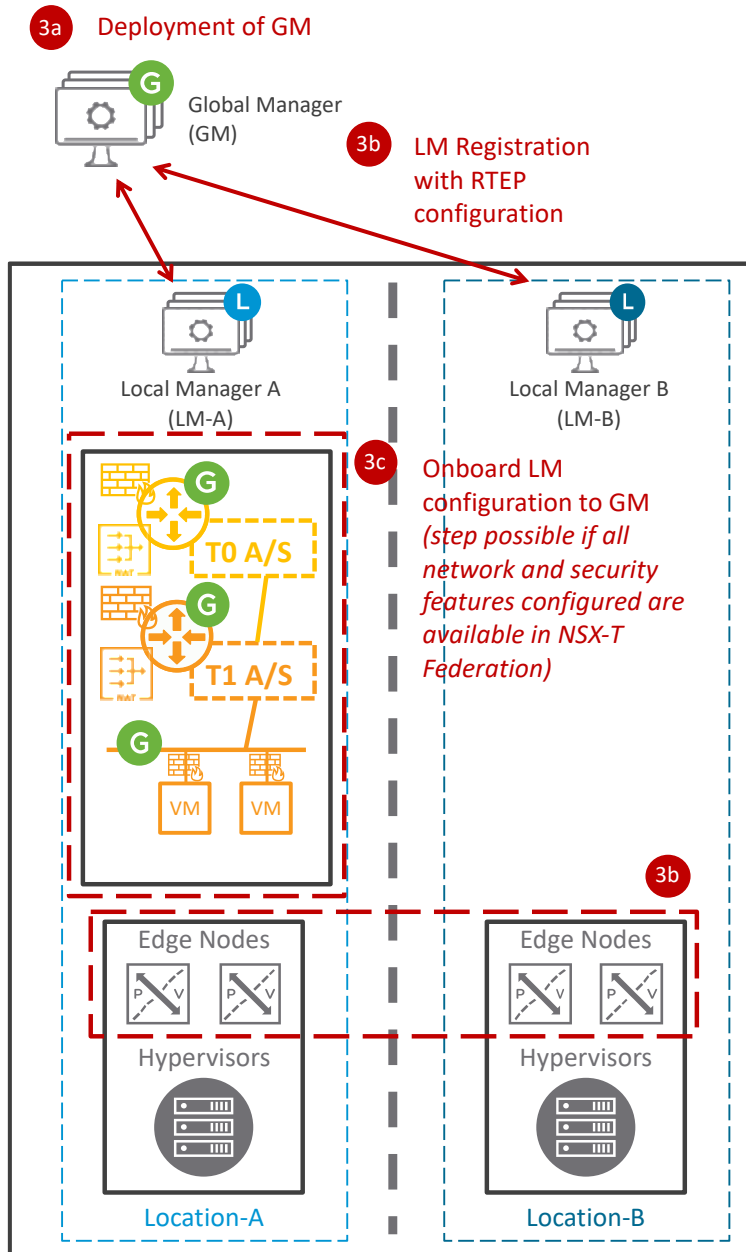 3a Deployment of GM
G
Global Manager
(GM)
3b LM Registration
with RTEP
configuration
L
L
Local Manager A
(LM-A)
Local Manager B
(LM-B)
3c Onboard LM
configuration to GM
(step possible if all
network and security
features configured are
available in NSX-T
Federation)
G
T0 A/S
NAT
G
T1 A/S
NAT
G
VM VM
3b
Edge Nodes
P V P V
Hypervisors
Location-A
Edge Nodes
P V P V
Hypervisors
Location-B